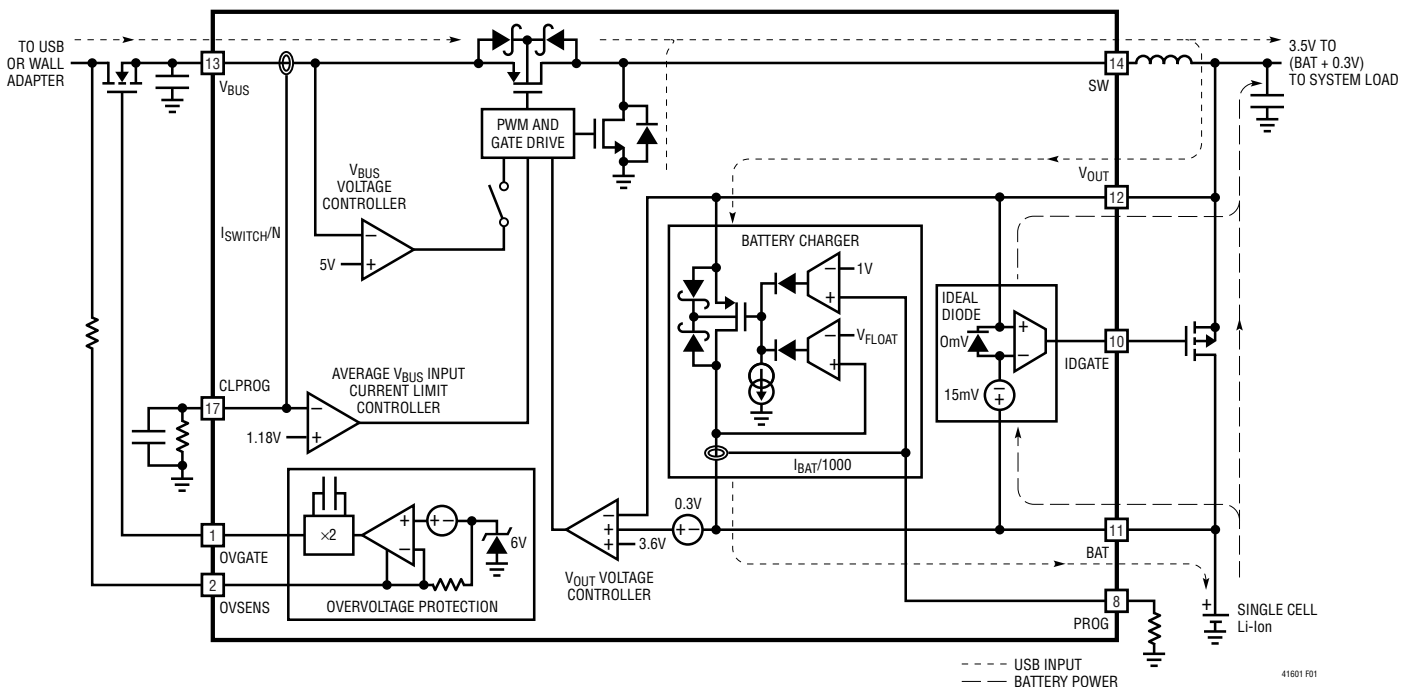 TO USB
OR WALL
ADAPTER
13
VBUS
14
SW
3.5V TO
(BAT + 0.3V)
TO SYSTEM LOAD
PWM AND
GATE DRIVE
VBUS
VOLTAGE
CONTROLLER
ISWITCH/N
5V
−
+
VOUT
12
BATTERY CHARGER
−
1V
+
−
VFLOAT
+
IBAT/1000
IDEAL
DIODE
0mV
+
−
15mV
−
+
10
IDGATE
CLPROG
17
AVERAGE VBUS INPUT
CURRENT LIMIT
CONTROLLER
−
1.18V
+
1
OVGATE
2
OVSENS
×2
+
−
+ −
6V
OVERVOLTAGE PROTECTION
0.3V
+ −
−
+
+
3.6V
VOUT VOLTAGE
CONTROLLER
11
BAT
8
PROG
+
SINGLE CELL
Li-Ion
USB INPUT
BATTERY POWER
41601 F01